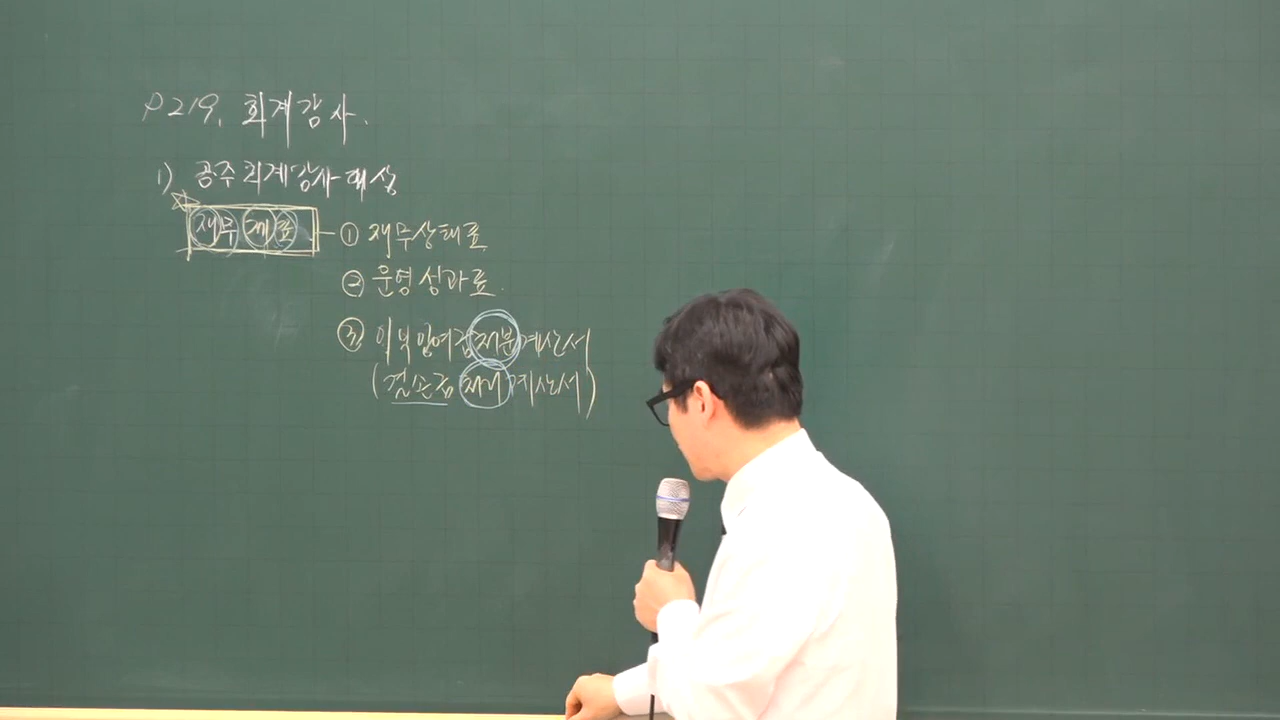 P 219. 회계감사.
1) 공주회계감사대상
재무제표 ① 재무상태표
② 운영성과표.
③ 이익잉여금처분계산서
(결손금처리계산서)